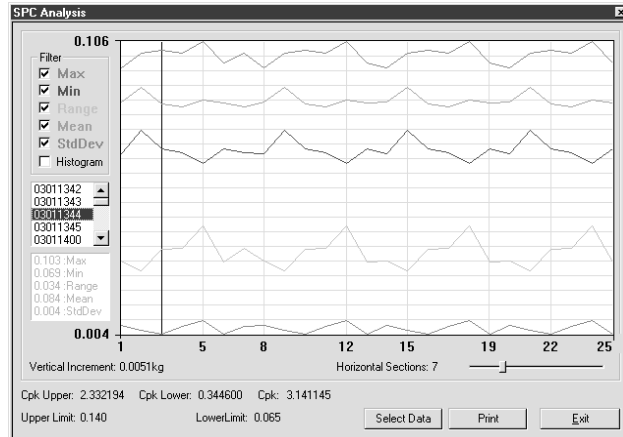 SPC Analysis
0.106
Filter
Max
Min
Range
Mean
StdDev
Histogram
03011342
03011343
03011344
03011345
03011400
0.103 :Max
0.069 :Min
0.034 :Range
0.084 :Mean
0.004 :StdDev
0.004
1 5 8 12 15 19 22 25
Vertical Increment: 0.0051kg Horizontal Sections: 7
Cpk Upper: 2.332194 Cpk Lower: 0.344600 Cpk: 3.141145
Upper Limit: 0.140 LowerLimit: 0.065 Select Data Print Exit